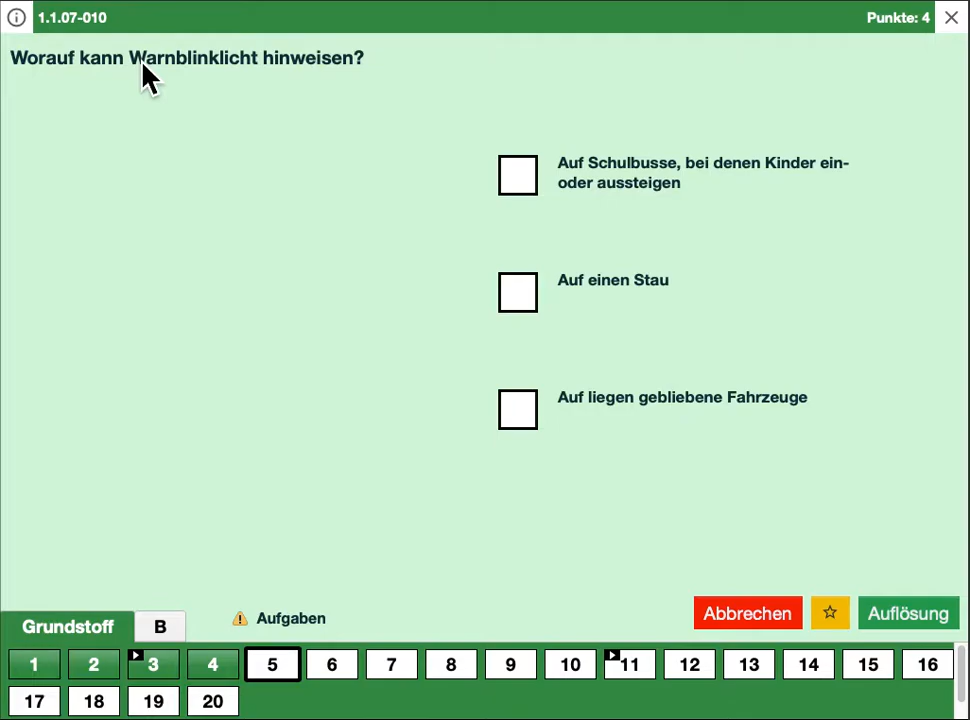 1.1.07-010
Punkte: 4
Worauf kann Warnblinklicht hinweisen?
Auf Schulbusse, bei denen Kinder ein-
oder aussteigen
Auf einen Stau
Auf liegen gebliebene Fahrzeuge
Abbrechen
Auflösung
Grundstoff
B
Aufgaben
1 2 3 4 5 6 7 8 9 10 11 12 13 14 15 16
17 18 19 20